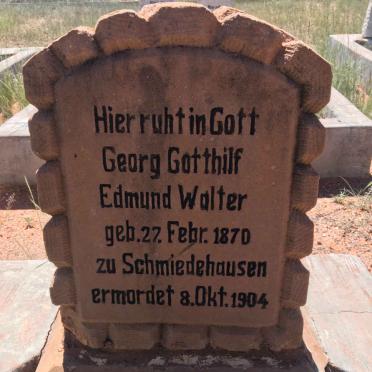 Hier ruht in Gott
Georg Gotthilf
Edmund Walter
geb. 27. Febr. 1870
zu Schmiedehausen
ermordet 8. Okt. 1904